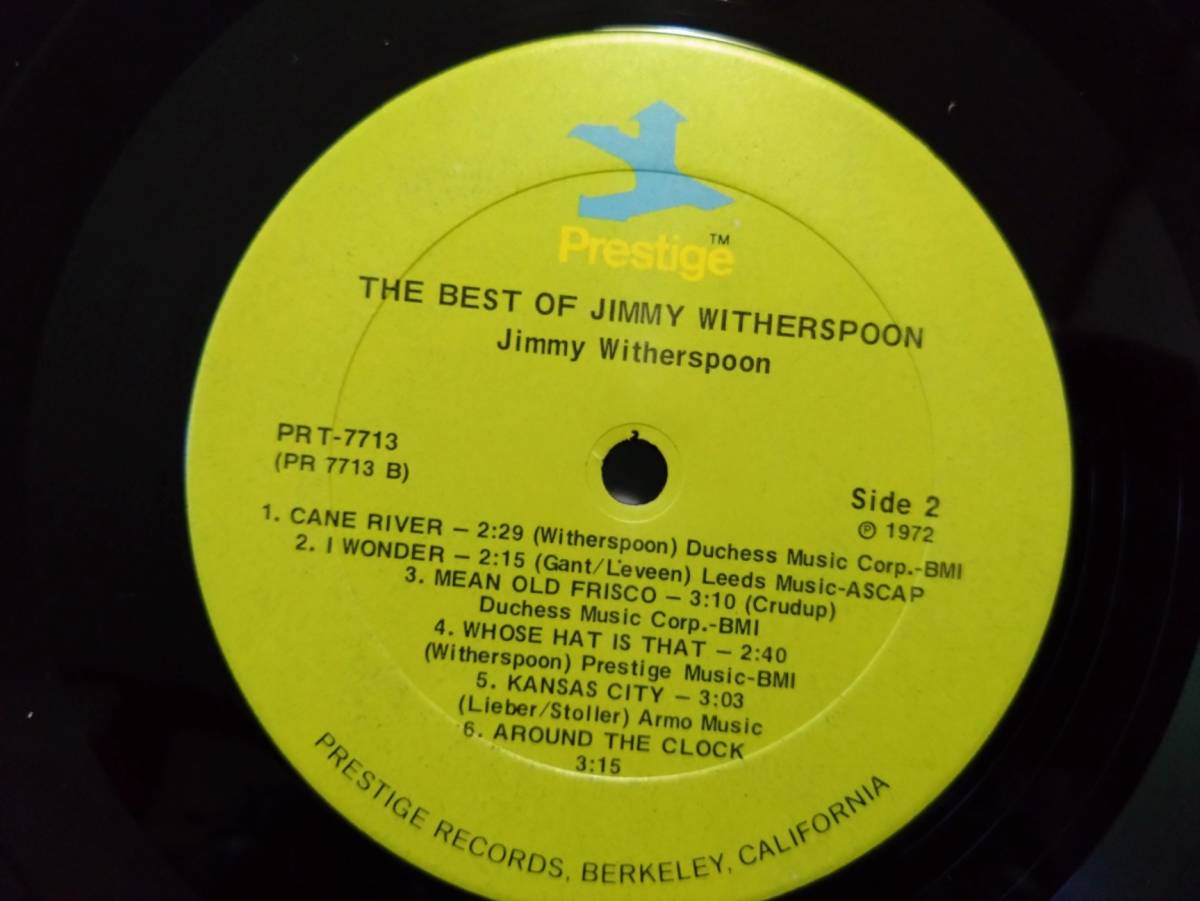 Prestige™
THE BEST OF JIMMY WITHERSPOON
Jimmy Witherspoon
PRT-7713
(PR 7713 B)
Side 2
℗ 1972
1. CANE RIVER – 2:29 (Witherspoon) Duchess Music Corp.-BMI
2. I WONDER – 2:15 (Gant/Leveen) Leeds Music-ASCAP
3. MEAN OLD FRISCO – 3:10 (Crudup)
Duchess Music Corp.-BMI
4. WHOSE HAT IS THAT – 2:40
(Witherspoon) Prestige Music-BMI
5. KANSAS CITY – 3:03
(Lieber/Stoller) Armo Music
6. AROUND THE CLOCK
3:15
PRESTIGE RECORDS, BERKELEY, CALIFORNIA